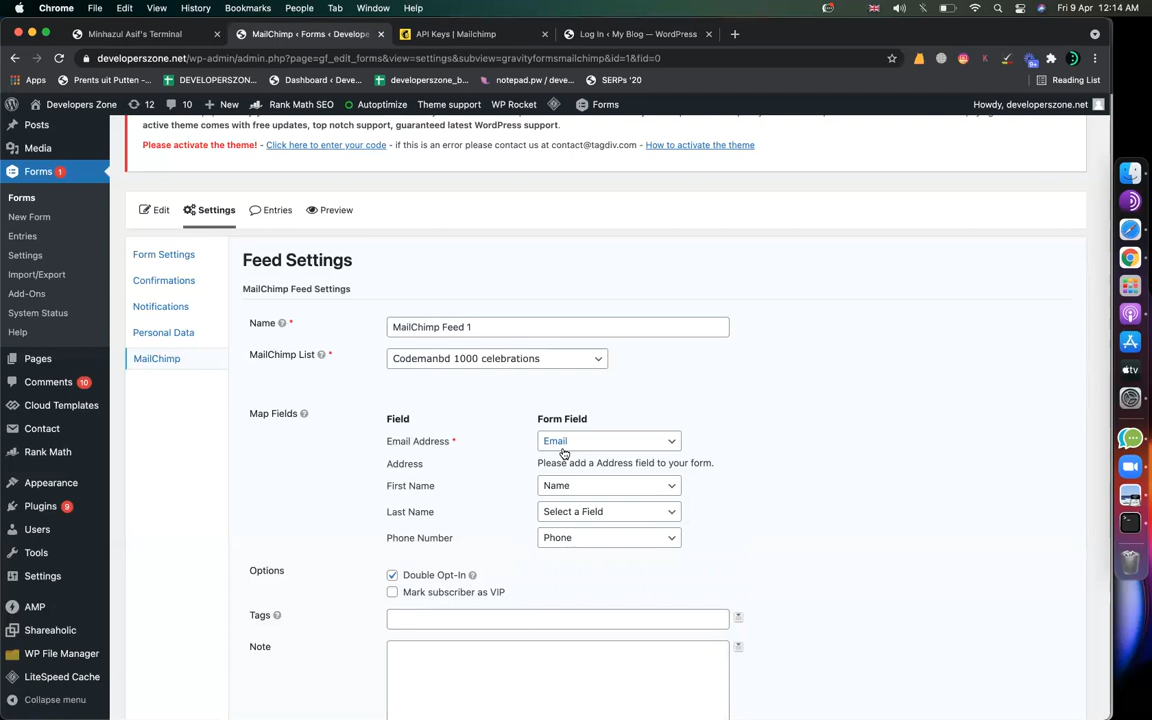 Chrome File Edit View History Bookmarks People Tab Window Help Fri 9 Apr 12:14 AM
Minhazul Asif's Terminal MailChimp ‹ Forms ‹ Develope API Keys | Mailchimp Log In ‹ My Blog — WordPress
developerszone.net/wp-admin/admin.php?page=gf_edit_forms&view=settings&subview=gravityformsmailchimp&id=1&fid=0
Apps Prents uit Putten -... DEVELOPERSZON... Dashboard ‹ Deve... developerszone_b... notepad.pw / deve... SERPs '20 Reading List
Developers Zone 12 10 New Rank Math SEO Autoptimize Theme support WP Rocket Forms Howdy, developerszone.net
active theme comes with free updates, top notch support, guaranteed latest WordPress support.
Please activate the theme! - Click here to enter your code - if this is an error please contact us at contact@tagdiv.com - How to activate the theme
Posts
Media
Forms 1
Forms
New Form
Entries
Settings
Import/Export
Add-Ons
System Status
Help
Pages
Comments 10
Cloud Templates
Contact
Rank Math
Appearance
Plugins 9
Users
Tools
Settings
AMP
Shareaholic
WP File Manager
LiteSpeed Cache
Collapse menu
Edit Settings Entries Preview
Form Settings
Confirmations
Notifications
Personal Data
MailChimp
Feed Settings
MailChimp Feed Settings
Name * MailChimp Feed 1
MailChimp List * Codemanbd 1000 celebrations
Map Fields Field Form Field
Email Address * Email
Address Please add a Address field to your form.
First Name Name
Last Name Select a Field
Phone Number Phone
Options Double Opt-In
Mark subscriber as VIP
Tags
Note